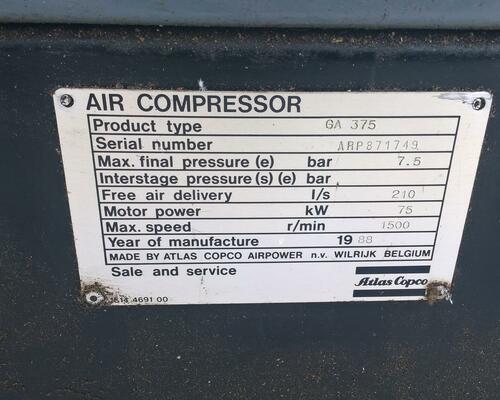 AIR COMPRESSOR
Product type GA 375
Serial number ARP871749
Max. final pressure (e) bar 7.5
Interstage pressure (s) (e) bar
Free air delivery l/s 210
Motor power kW 75
Max. speed r/min 1500
Year of manufacture 19 88
MADE BY ATLAS COPCO AIRPOWER n.v. WILRIJK BELGIUM
Sale and service
Atlas Copco
4691 00